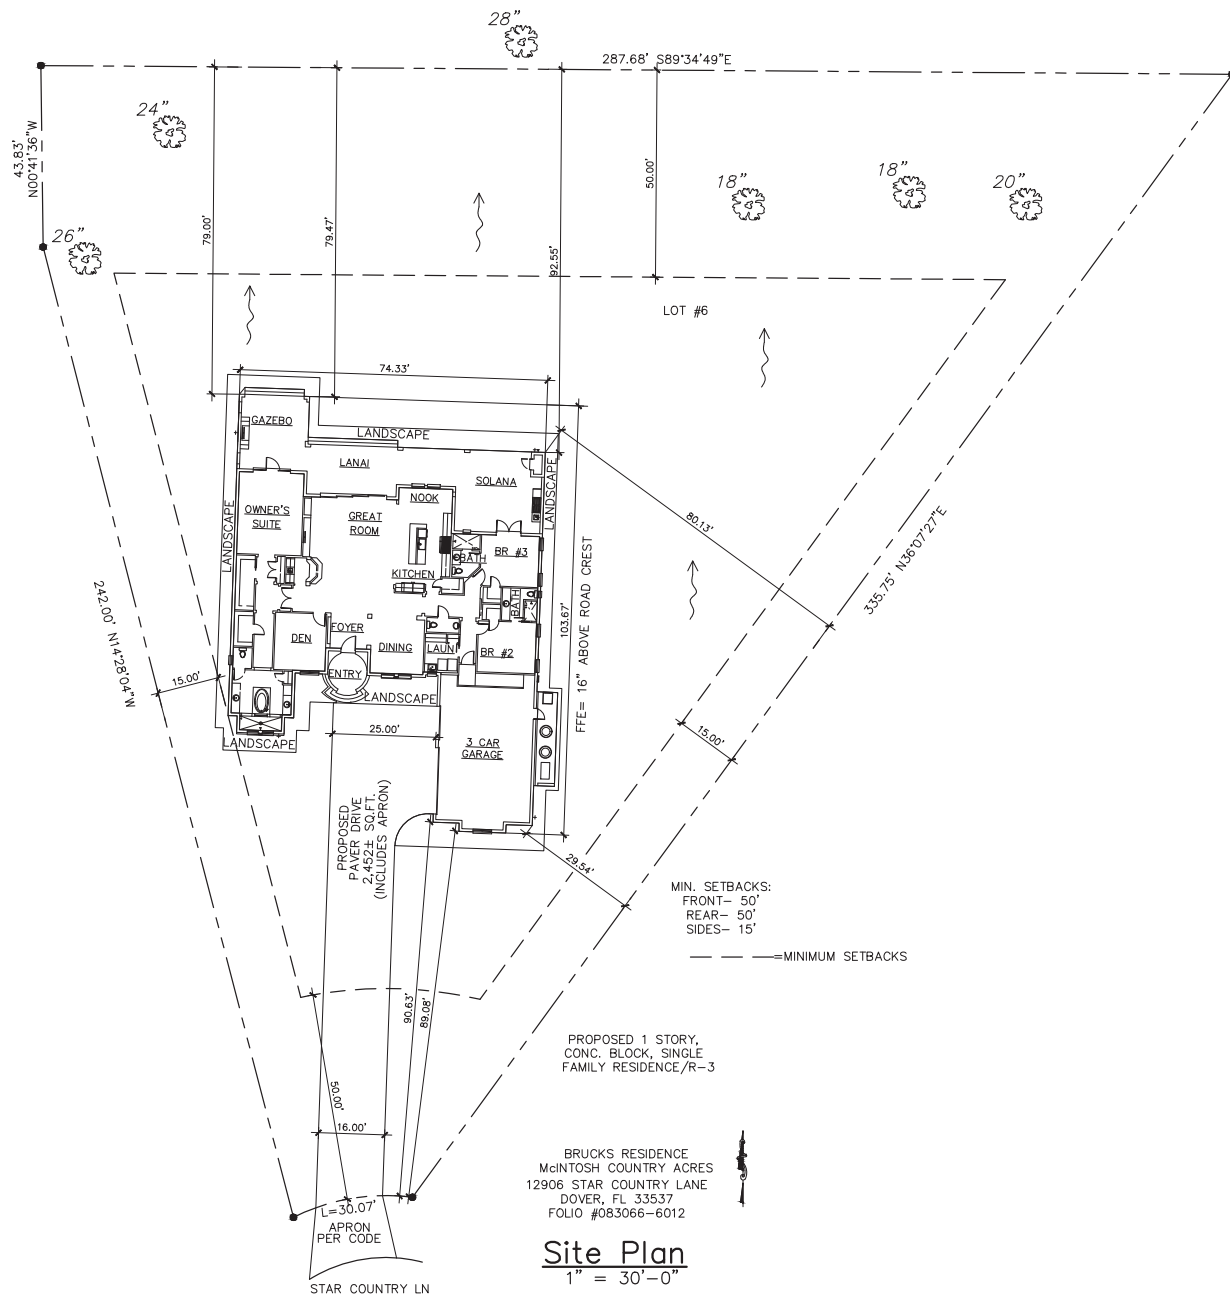 28"
287.68' S89°34'49"E
24"
43.83'
N00°41'36"W
26"
79.00'
79.47'
92.55'
50.00'
18"
18"
20"
LOT #6
74.33'
GAZEBO
LANDSCAPE
LANAI
SOLANA
NOOK
OWNER'S
SUITE
GREAT
ROOM
LANDSCAPE
LANDSCAPE
BATH
BR #3
KITCHEN
BATH
FOYER
DEN
DINING
LAUN
BR #2
ENTRY
LANDSCAPE
LANDSCAPE
25.00'
3 CAR
GARAGE
103.67'
FFE= 16" ABOVE ROAD CREST
80.13'
335.75' N36°07'27"E
242.00' N14°28'04"W
15.00'
15.00'
PROPOSED
PAVER DRIVE
2,452± SQ.FT.
(INCLUDES APRON)
29.54'
MIN. SETBACKS:
FRONT- 50'
REAR- 50'
SIDES- 15'
=MINIMUM SETBACKS
90.63'
89.08'
50.00'
16.00'
PROPOSED 1 STORY,
CONC. BLOCK, SINGLE
FAMILY RESIDENCE/R-3
BRUCKS RESIDENCE
McINTOSH COUNTRY ACRES
12906 STAR COUNTRY LANE
DOVER, FL 33537
FOLIO #083066-6012
L=30.07'
APRON
PER CODE
STAR COUNTRY LN
Site Plan
1" = 30'-0"